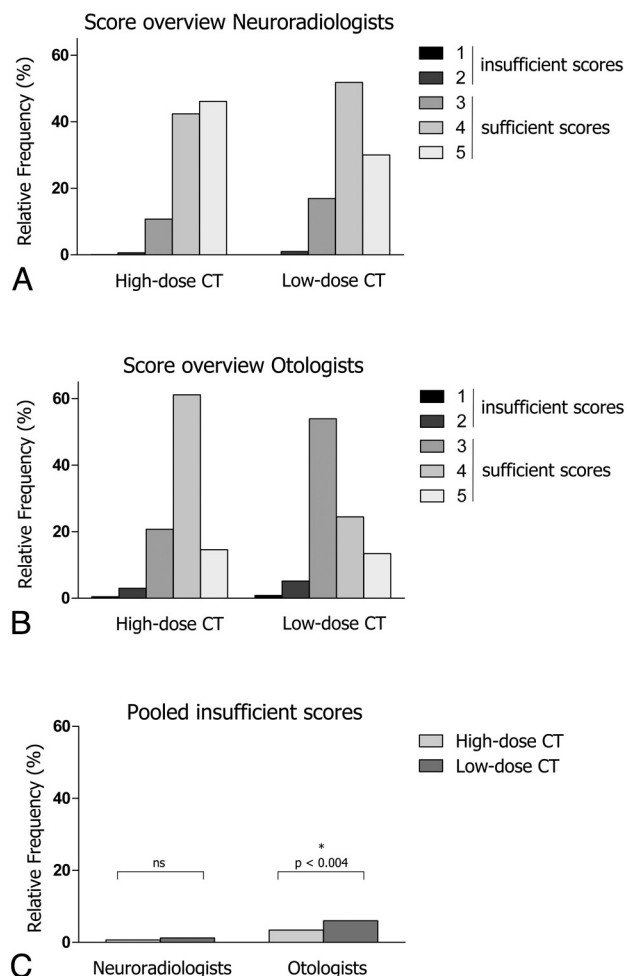 Score overview Neuroradiologists
Relative Frequency (%)
60
40
20
0
High-dose CT
Low-dose CT
1
2
insufficient scores
3
4
5
sufficient scores
A
Score overview Otologists
Relative Frequency (%)
60
40
20
0
High-dose CT
Low-dose CT
1
2
insufficient scores
3
4
5
sufficient scores
B
Pooled insufficient scores
Relative Frequency (%)
60
40
20
0
High-dose CT
Low-dose CT
ns
*
p < 0.004
Neuroradiologists
Otologists
C